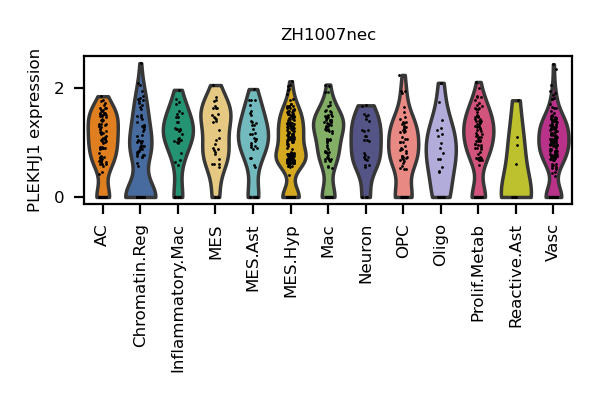 ZH1007nec
PLEKHJ1 expression
2
0
AC
Chromatin.Reg
Inflammatory.Mac
MES
MES.Ast
MES.Hyp
Mac
Neuron
OPC
Oligo
Prolif.Metab
Reactive.Ast
Vasc